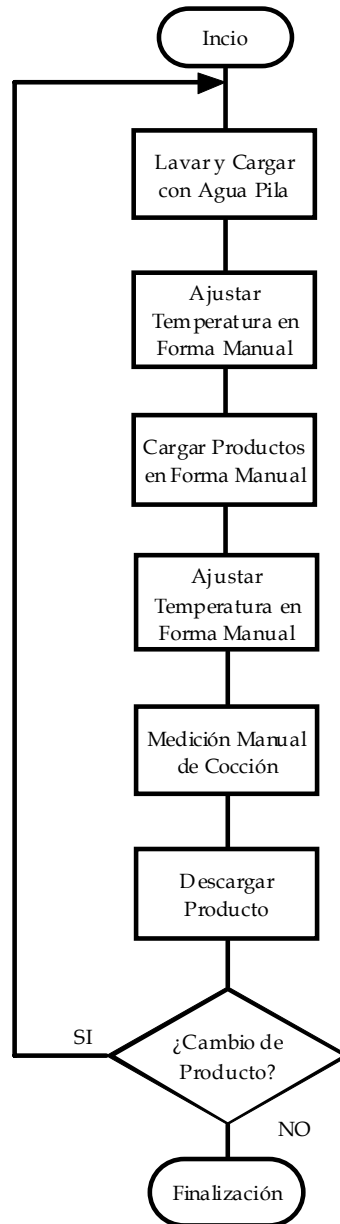 Incio
Lavar y Cargar
con Agua Pila
Ajustar
Temperatura en
Forma Manual
Cargar Productos
en Forma Manual
Ajustar
Temperatura en
Forma Manual
Medición Manual
de Cocción
Descargar
Producto
SI
¿Cambio de
Producto?
NO
Finalización